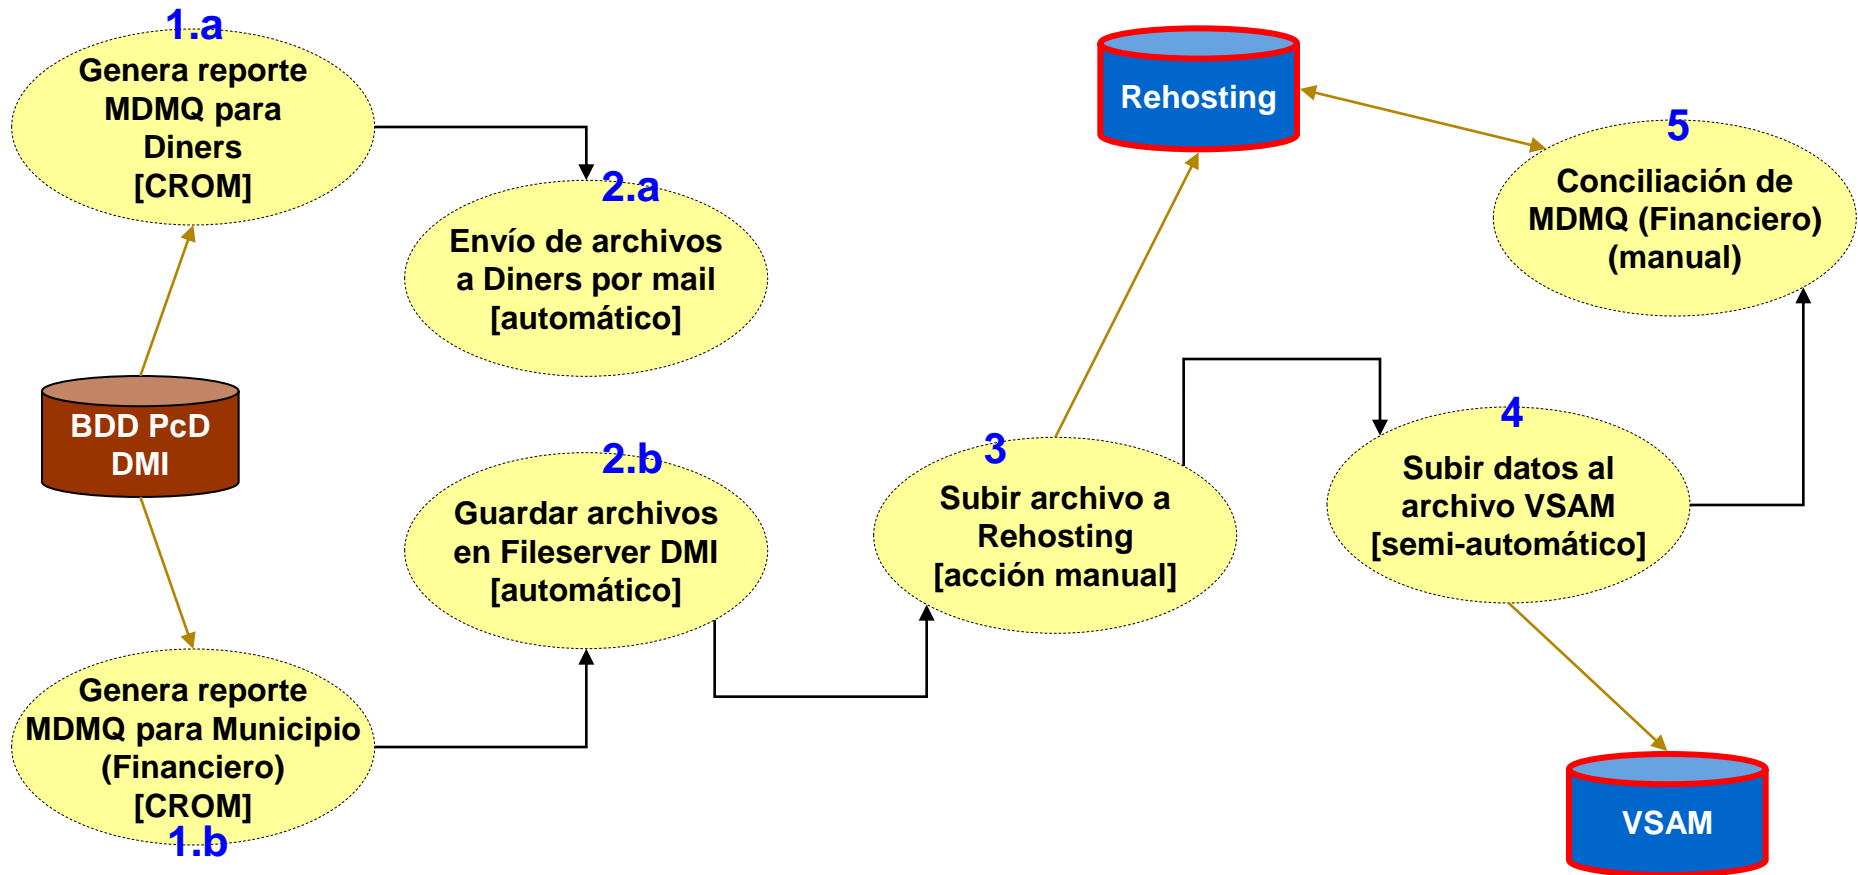 1.a
Genera reporte
MDMQ para
Diners
[CROM]
2.a
Envío de archivos
a Diners por mail
[automático]
BDD PcD
DMI
Genera reporte
MDMQ para Municipio
(Financiero)
[CROM]
1.b
2.b
Guardar archivos
en Fileserver DMI
[automático]
3
Subir archivo a
Rehosting
[acción manual]
Rehosting
4
Subir datos al
archivo VSAM
[semi-automático]
5
Conciliación de
MDMQ (Financiero)
(manual)
VSAM